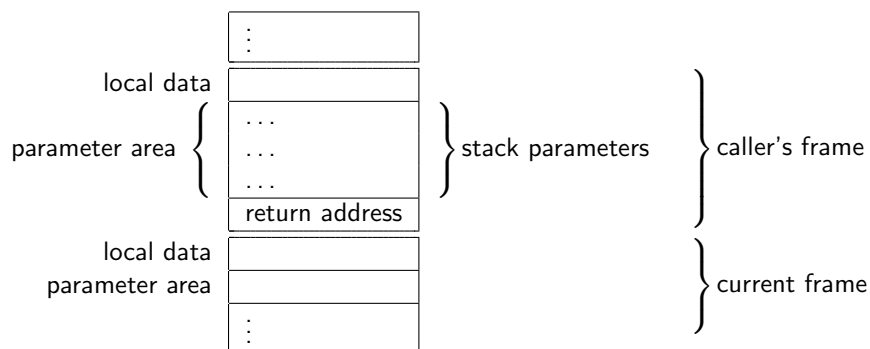 ⋮
local data
...
parameter area ... stack parameters caller's frame
...
return address
local data
parameter area current frame
⋮